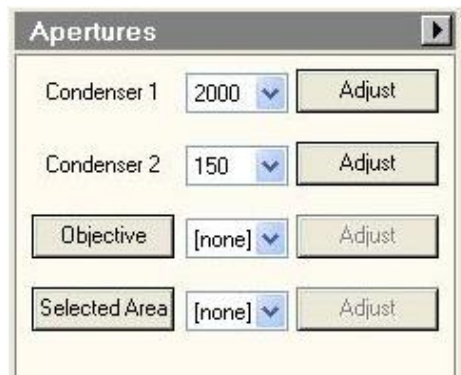 Apertures
Condenser 1 2000 Adjust
Condenser 2 150 Adjust
Objective [none] Adjust
Selected Area [none] Adjust